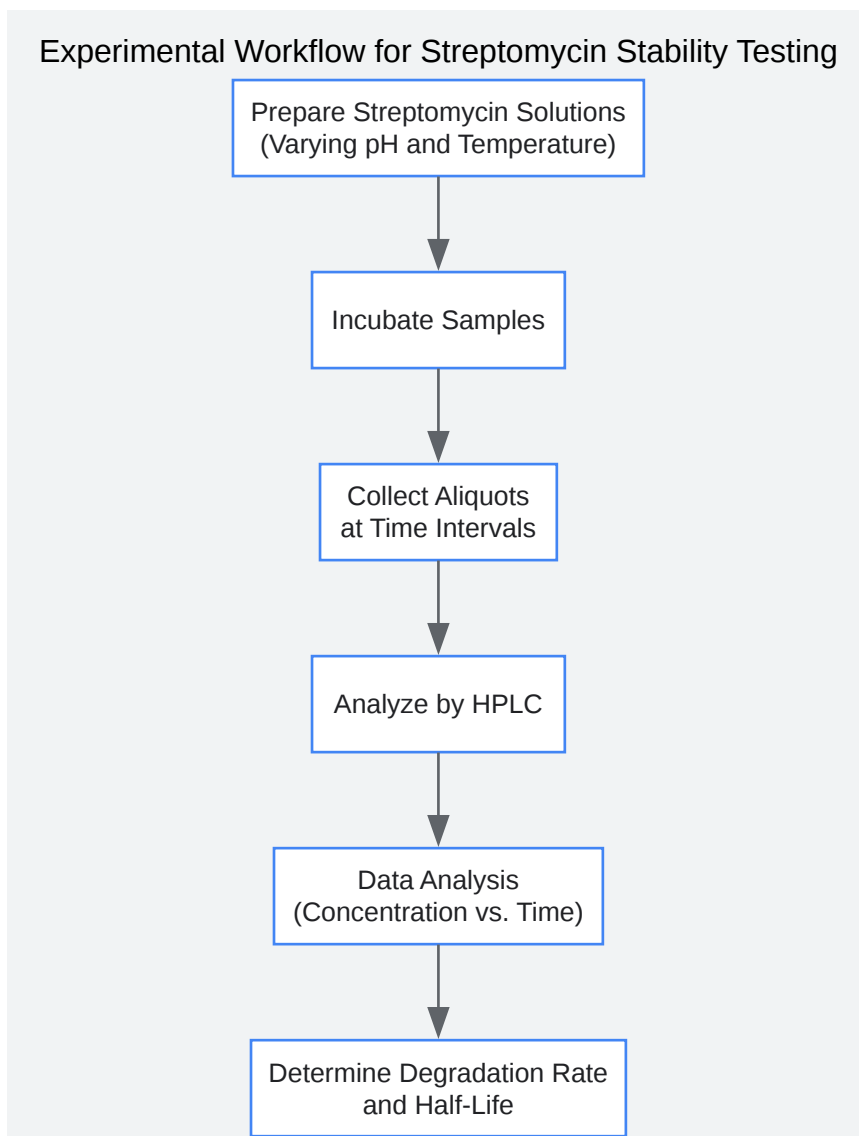 Experimental Workflow for Streptomycin Stability Testing
Prepare Streptomycin Solutions
(Varying pH and Temperature)
Incubate Samples
Collect Aliquots
at Time Intervals
Analyze by HPLC
Data Analysis
(Concentration vs. Time)
Determine Degradation Rate
and Half-Life